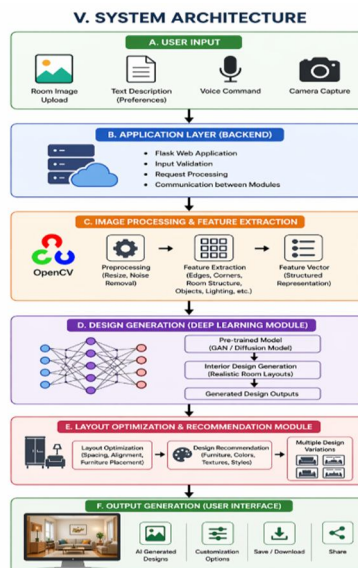 V. SYSTEM ARCHITECTURE
A. USER INPUT
Room Image
Upload
Text Description
(Preferences)
Voice Command
Camera Capture
B. APPLICATION LAYER (BACKEND)
• Flask Web Application
• Input Validation
• Request Processing
• Communication between Modules
C. IMAGE PROCESSING & FEATURE EXTRACTION
OpenCV
Preprocessing
(Resize, Noise
Removal)
Feature Extraction
(Edges, Corners,
Room Structure,
Objects, Lighting, etc.)
Feature Vector
(Structured
Representation)
D. DESIGN GENERATION (DEEP LEARNING MODULE)
Pre-trained Model
(GAN / Diffusion Model)
Interior Design Generation
(Realistic Room Layouts)
Generated Design Outputs
E. LAYOUT OPTIMIZATION & RECOMMENDATION MODULE
Layout Optimization
(Spacing, Alignment,
Furniture Placement)
Design Recommendation
(Furniture, Colors,
Textures, Styles)
Multiple Design
Variations
F. OUTPUT GENERATION (USER INTERFACE)
AI Generated
Designs
Customization
Options
Save / Download
Share